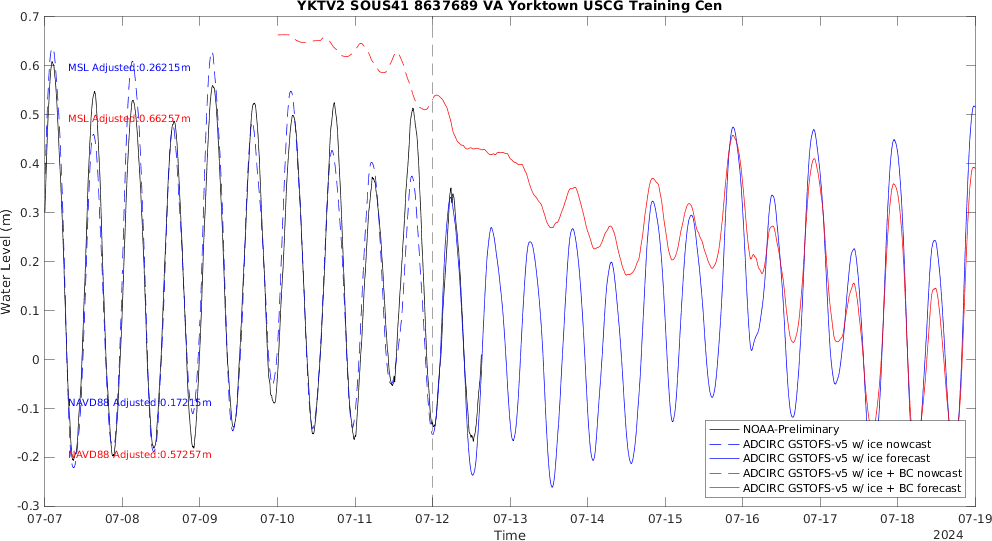 YKTV2 SOUS41 8637689 VA Yorktown USCG Training Cen
0.7
0.6
0.5
0.4
0.3
0.2
0.1
0
-0.1
-0.2
-0.3
Water Level (m)
MSL Adjusted:0.26215m
MSL Adjusted:0.66257m
NAVD88 Adjusted:0.17215m
NAVD88 Adjusted:0.57257m
NOAA-Preliminary
ADCIRC GSTOFS-v5 w/ ice nowcast
ADCIRC GSTOFS-v5 w/ ice forecast
ADCIRC GSTOFS-v5 w/ ice + BC nowcast
ADCIRC GSTOFS-v5 w/ ice + BC forecast
07-07 07-08 07-09 07-10 07-11 07-12 07-13 07-14 07-15 07-16 07-17 07-18 07-19
Time
2024